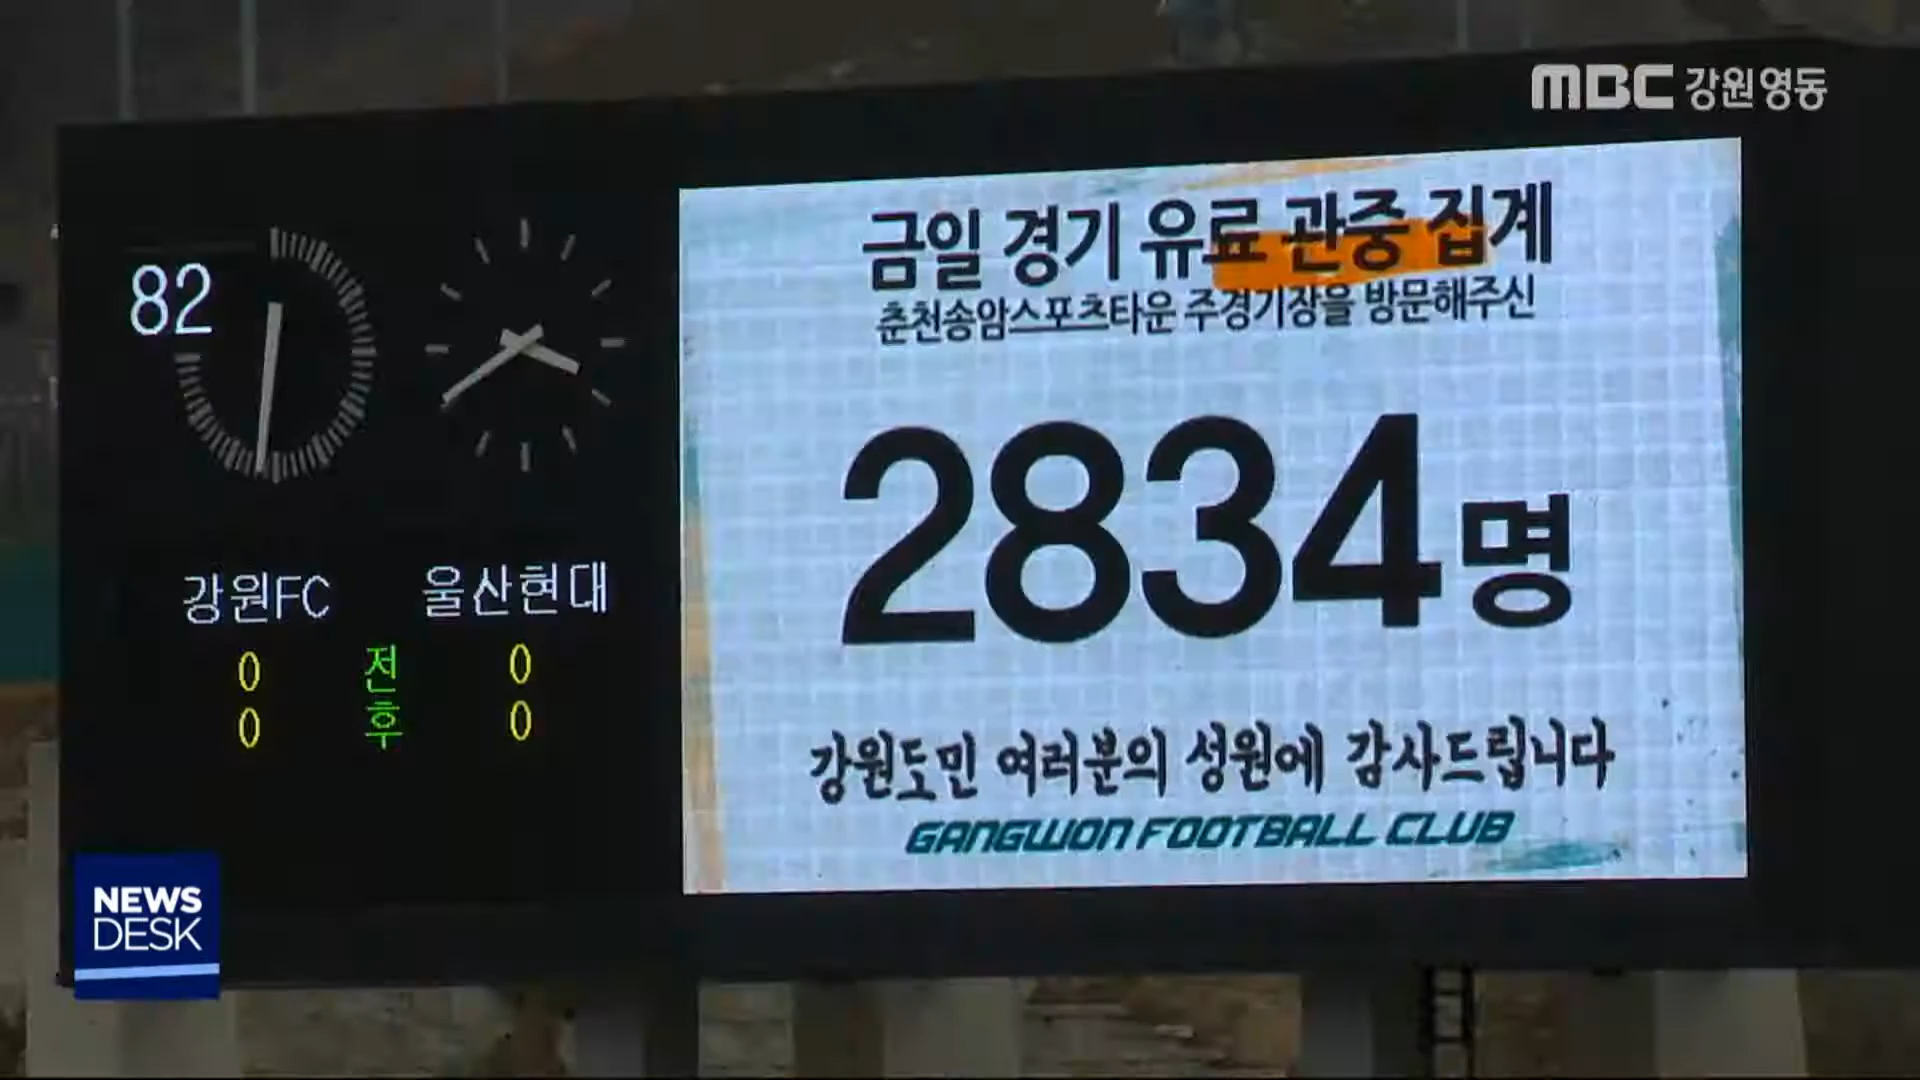 MBC 강원영동
금일 경기 유료 관중 집계
춘천송암스포츠타운 주경기장을 방문해주신
2834명
강원도민 여러분의 성원에 감사드립니다
GANGWON FOOTBALL CLUB
82
강원FC 울산현대
0 전 0
0 후 0
NEWS
DESK